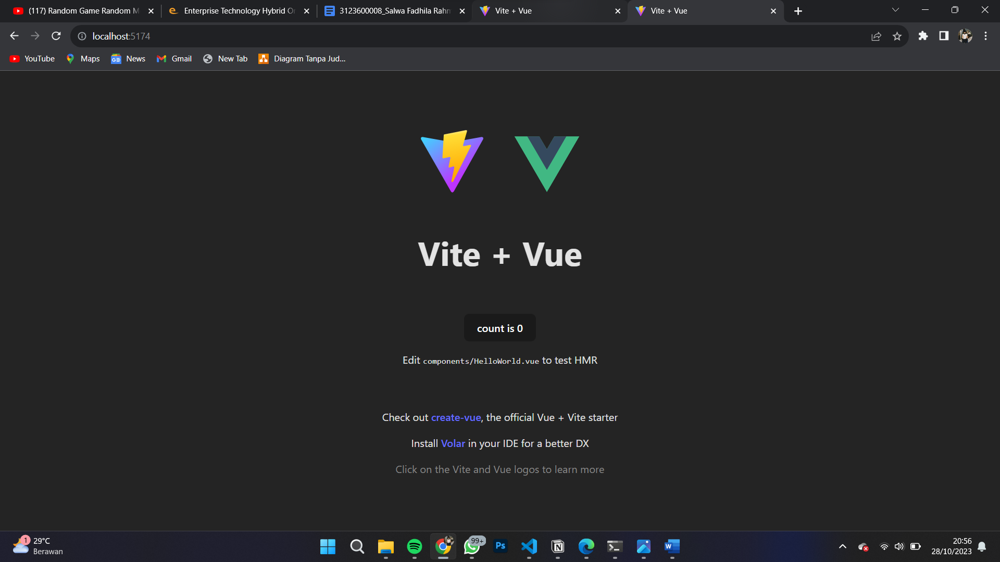 (117) Random Game Random M
Enterprise Technology Hybrid Or
3123600008_Salwa Fadhila Rahm
Vite + Vue
Vite + Vue
localhost:5174
YouTube
Maps
News
Gmail
New Tab
Diagram Tanpa Jud...
Vite + Vue
count is 0
Edit components/HelloWorld.vue to test HMR
Check out create-vue, the official Vue + Vite starter
Install Volar in your IDE for a better DX
Click on the Vite and Vue logos to learn more
1
29°C
Berawan
99+
Ps
20:56
28/10/2023